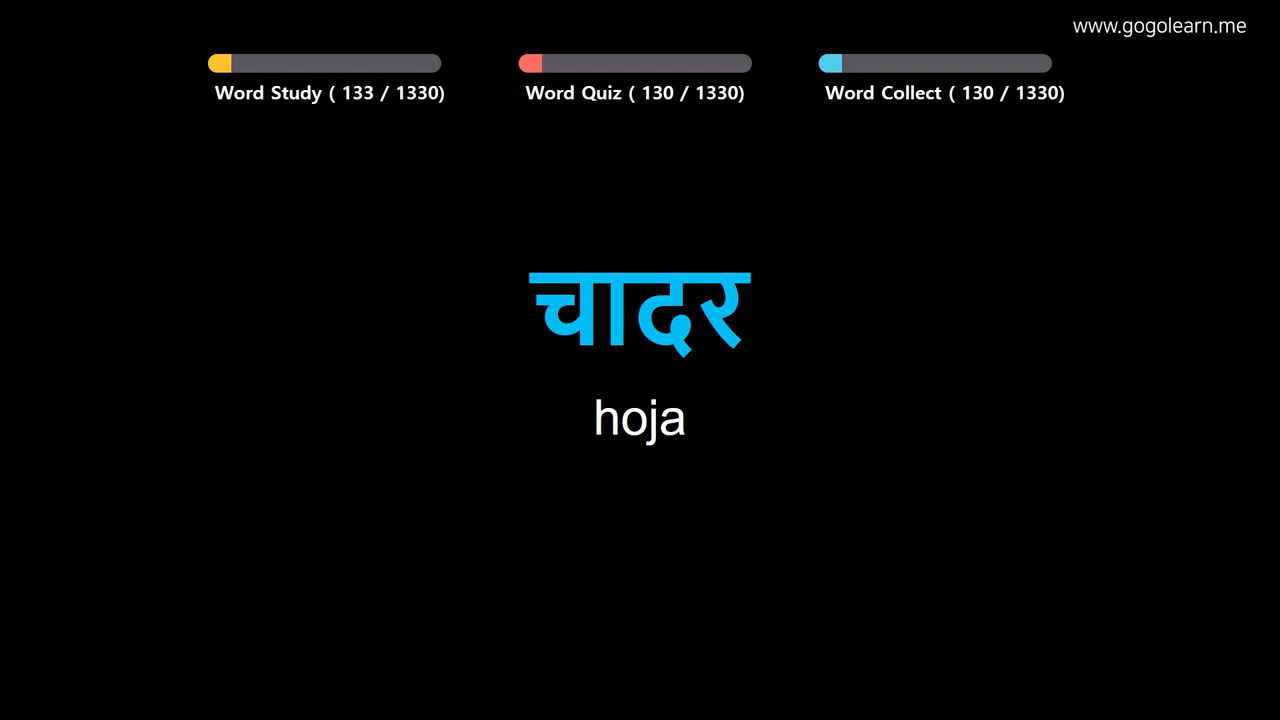 www.gogolearn.me
Word Study ( 133 / 1330)
Word Quiz ( 130 / 1330)
Word Collect ( 130 / 1330)
चादर
hoja